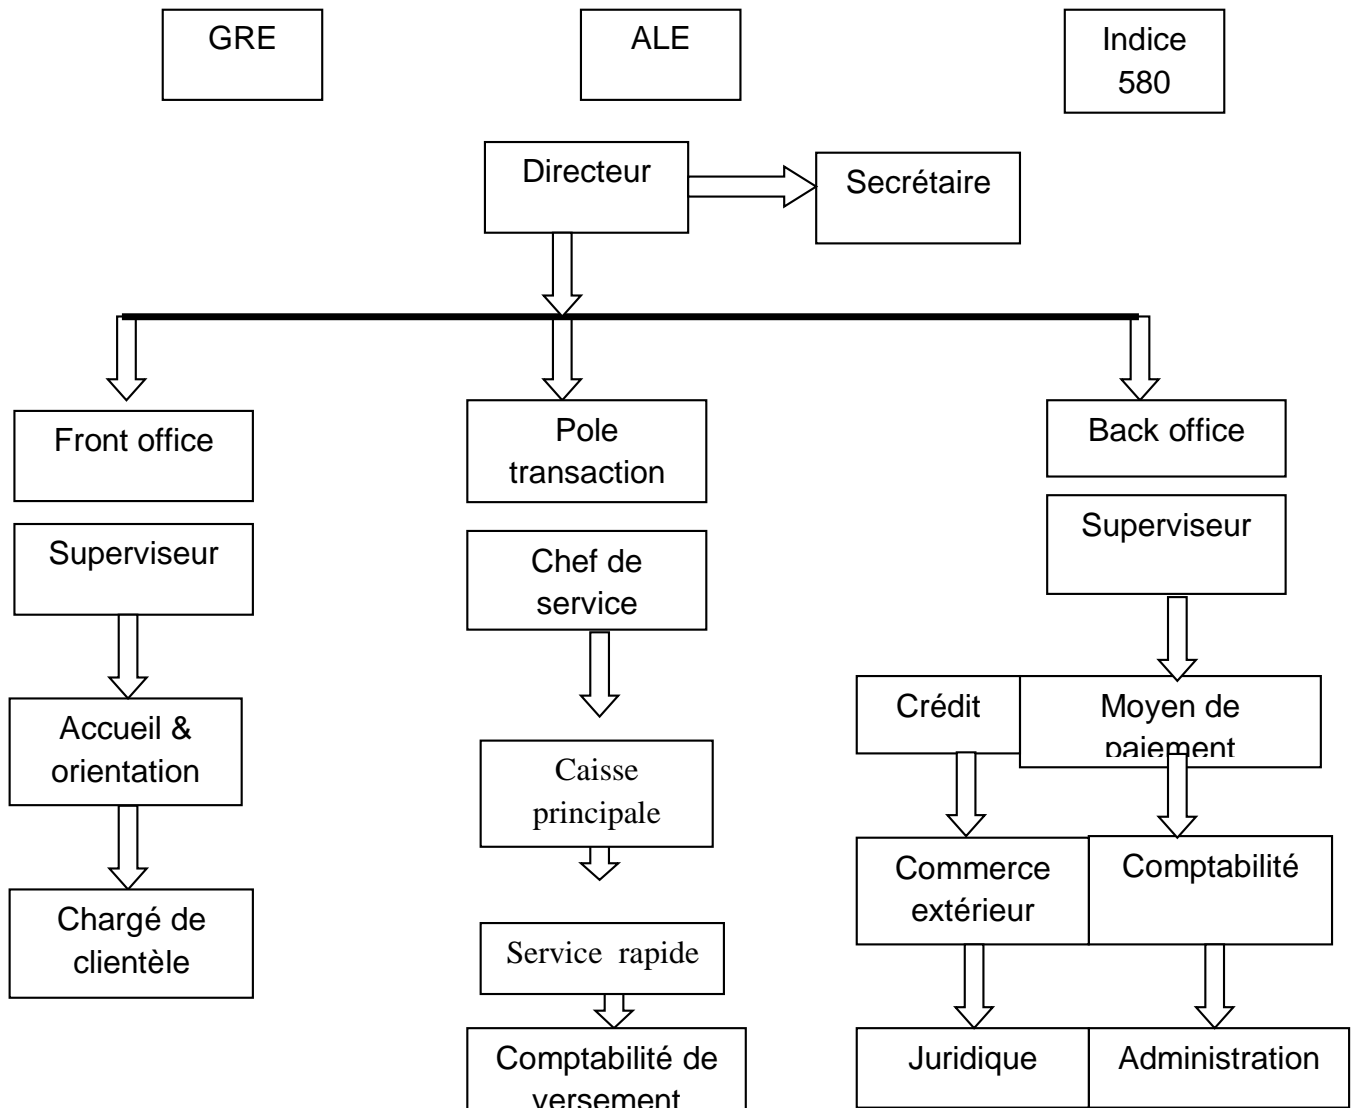 GRE
ALE
Indice
580
Directeur
Secrétaire
Front office
Pole
transaction
Back office
Superviseur
Chef de
service
Superviseur
Accueil &
orientation
Caisse
principale
Crédit
Moyen de
paiement
Chargé de
clientèle
Service rapide
Commerce
extérieur
Comptabilité
Comptabilité de
versement
Juridique
Administration